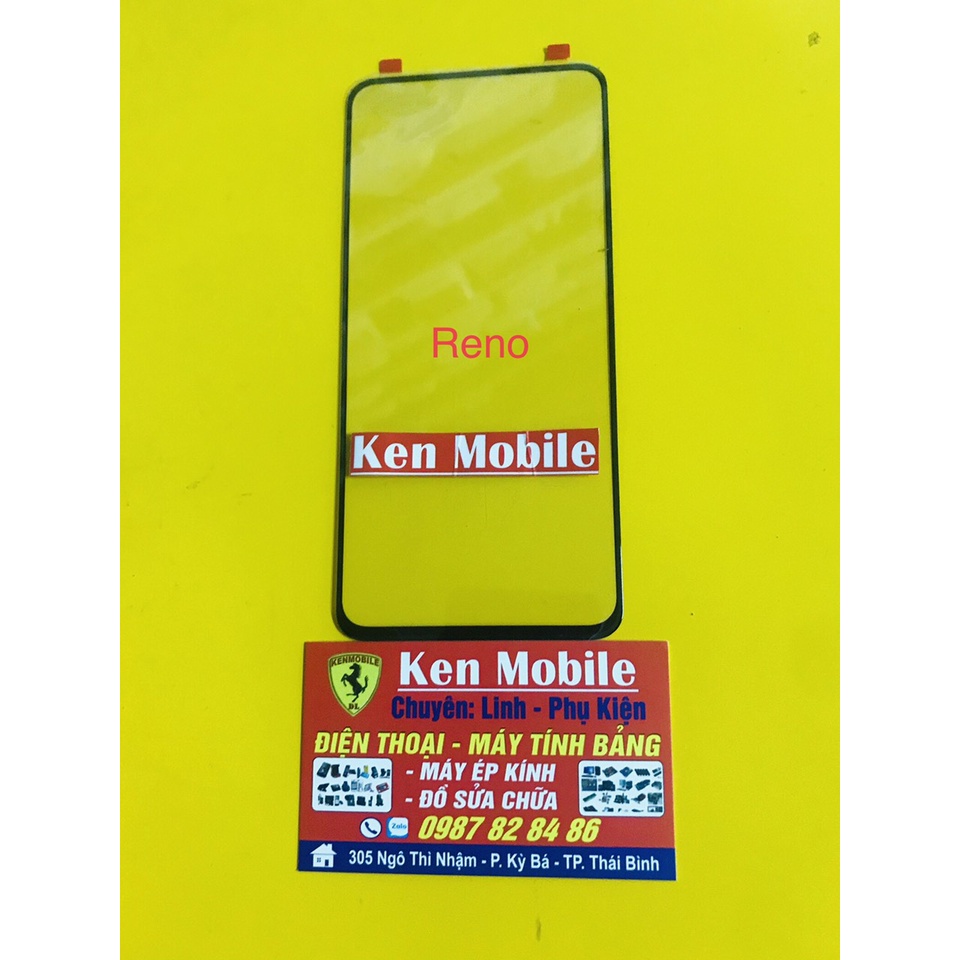 Reno
Ken Mobile
KENMOBILE
DL
Ken Mobile
Chuyên: Linh - Phụ Kiện
ĐIỆN THOẠI - MÁY TÍNH BẢNG
- MÁY ÉP KÍNH
- ĐỒ SỬA CHỮA
Zalo 0987 82 84 86
305 Ngô Thì Nhậm - P. Kỳ Bá - TP. Thái Bình